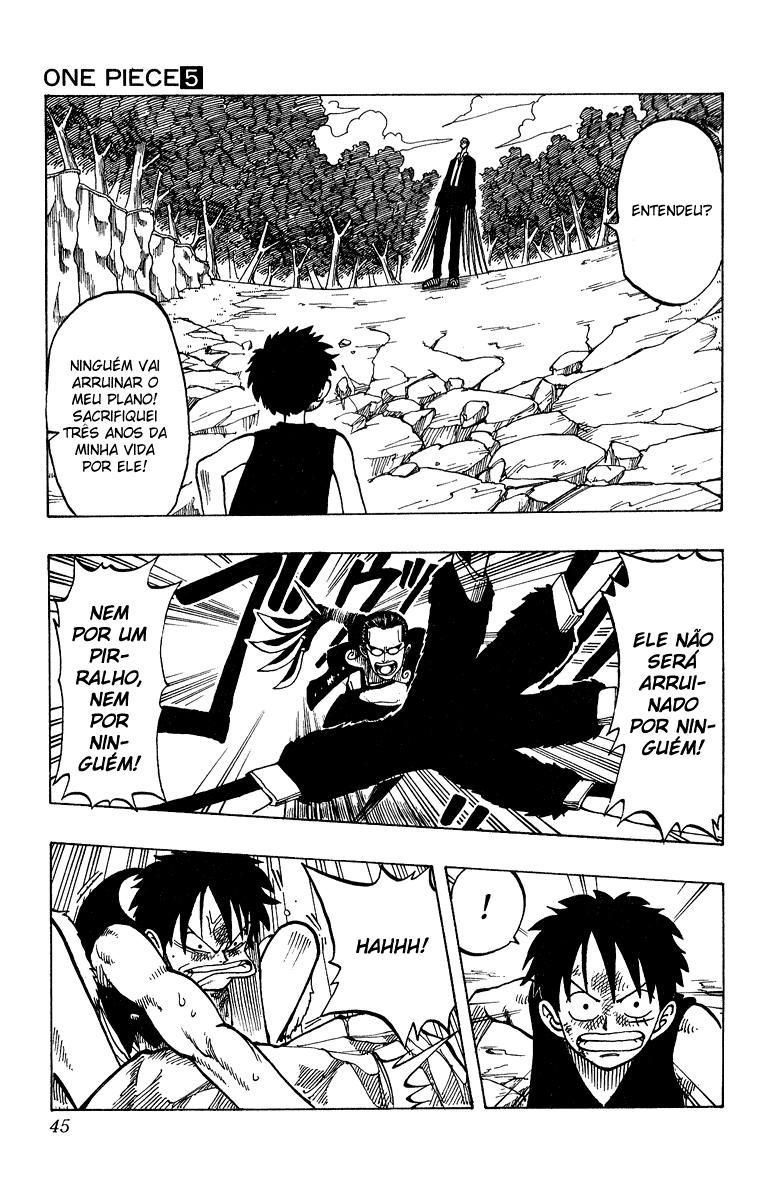 ONE PIECE 5
ENTENDEU?
NINGUÉM VAI
ARRUINAR O
MEU PLANO!
SACRIFIQUEI
TRÊS ANOS DA
MINHA VIDA
POR ELE!
ELE NÃO
SERÁ
ARRUI-
NADO
POR NIN-
GUÉM!
NEM
POR UM
PIR-
RALHO,
NEM
POR
NIN-
GUÉM!
!
HAHHH!
45